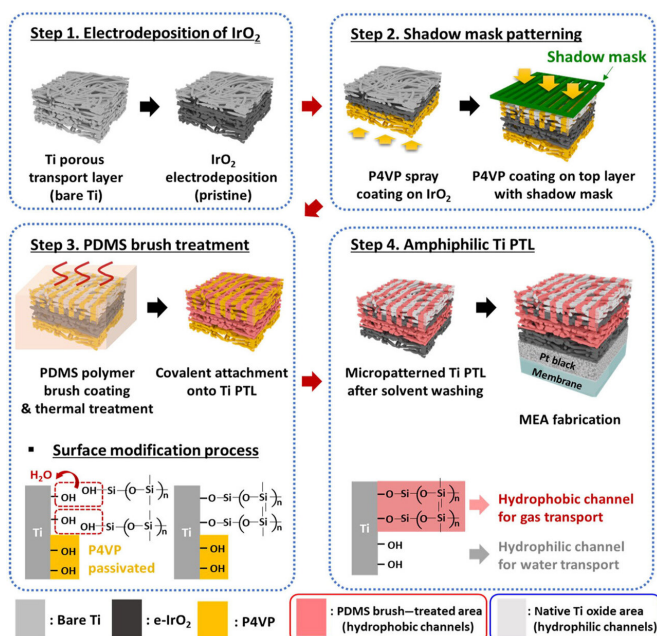 Step 1. Electrodeposition of IrO₂
Ti porous
transport layer
(bare Ti)
IrO₂
electrodeposition
(pristine)
Step 2. Shadow mask patterning
Shadow mask
P4VP spray
coating on IrO₂
P4VP coating on top layer
with shadow mask
Step 3. PDMS brush treatment
PDMS polymer
brush coating
& thermal treatment
Covalent attachment
onto Ti PTL
▪ Surface modification process
H₂O
Ti
OH OH–Si–(O–Si)n
OH OH–Si–(O–Si)n
OH
OH
P4VP
passivated
Ti
O–Si–(O–Si)n
O–Si–(O–Si)n
OH
OH
Step 4. Amphiphilic Ti PTL
Micropatterned Ti PTL
after solvent washing
Pt black
Membrane
MEA fabrication
Ti
O–Si–(O–Si)n
O–Si–(O–Si)n
OH
OH
Hydrophobic channel
for gas transport
Hydrophilic channel
for water transport
: Bare Ti
: e-IrO₂
: P4VP
: PDMS brush—treated area
(hydrophobic channels)
: Native Ti oxide area
(hydrophilic channels)